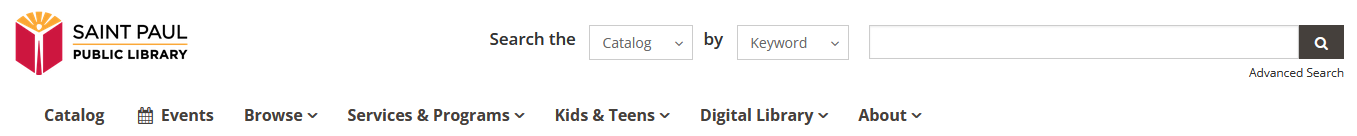 SAINT PAUL
PUBLIC LIBRARY
Search the Catalog by Keyword
Advanced Search
Catalog Events Browse Services & Programs Kids & Teens Digital Library About